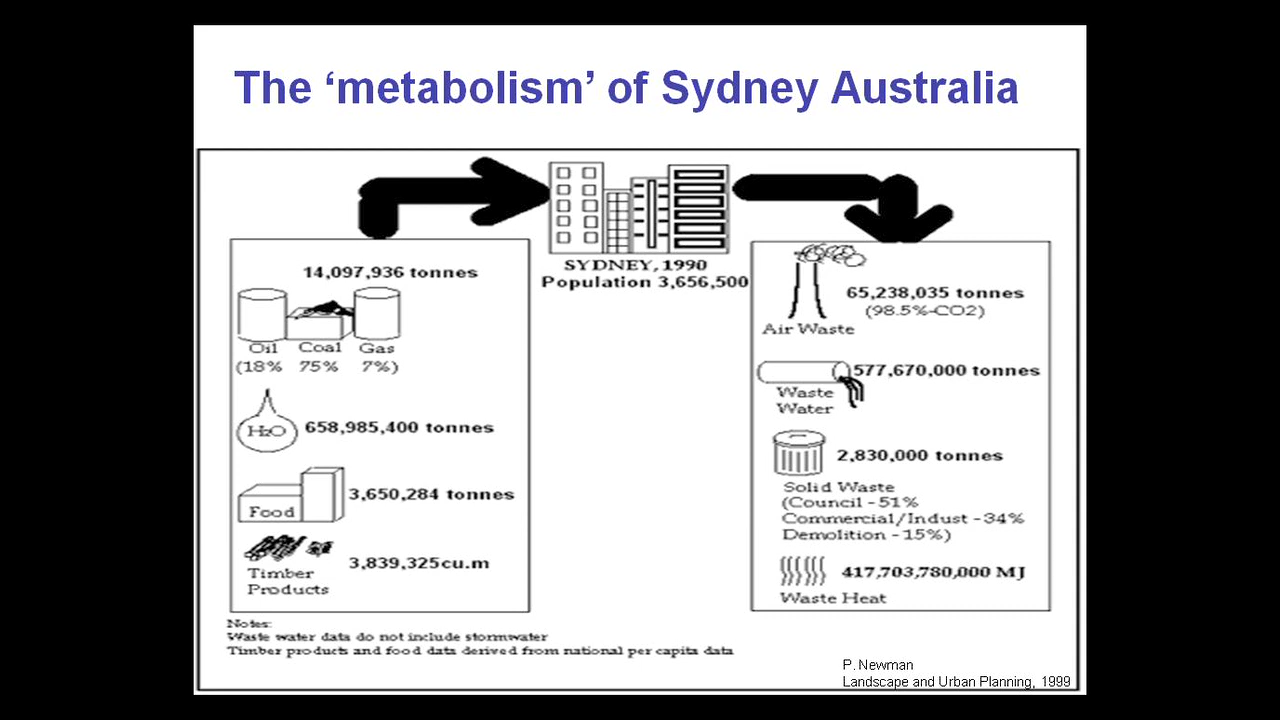 The ‘metabolism’ of Sydney Australia
SYDNEY, 1990
Population 3,656,500
14,097,936 tonnes
Oil Coal Gas
(18% 75% 7%)
H2O
658,985,400 tonnes
Food
3,650,284 tonnes
Timber
Products
3,839,325cu.m
65,238,035 tonnes
(98.5%-CO2)
Air Waste
577,670,000 tonnes
Waste
Water
2,830,000 tonnes
Solid Waste
(Council - 51%
Commercial/Indust - 34%
Demolition - 15%)
417,703,780,000 MJ
Waste Heat
Notes:
Waste water data do not include stormwater
Timber products and food data derived from national per capita data
P. Newman
Landscape and Urban Planning, 1999